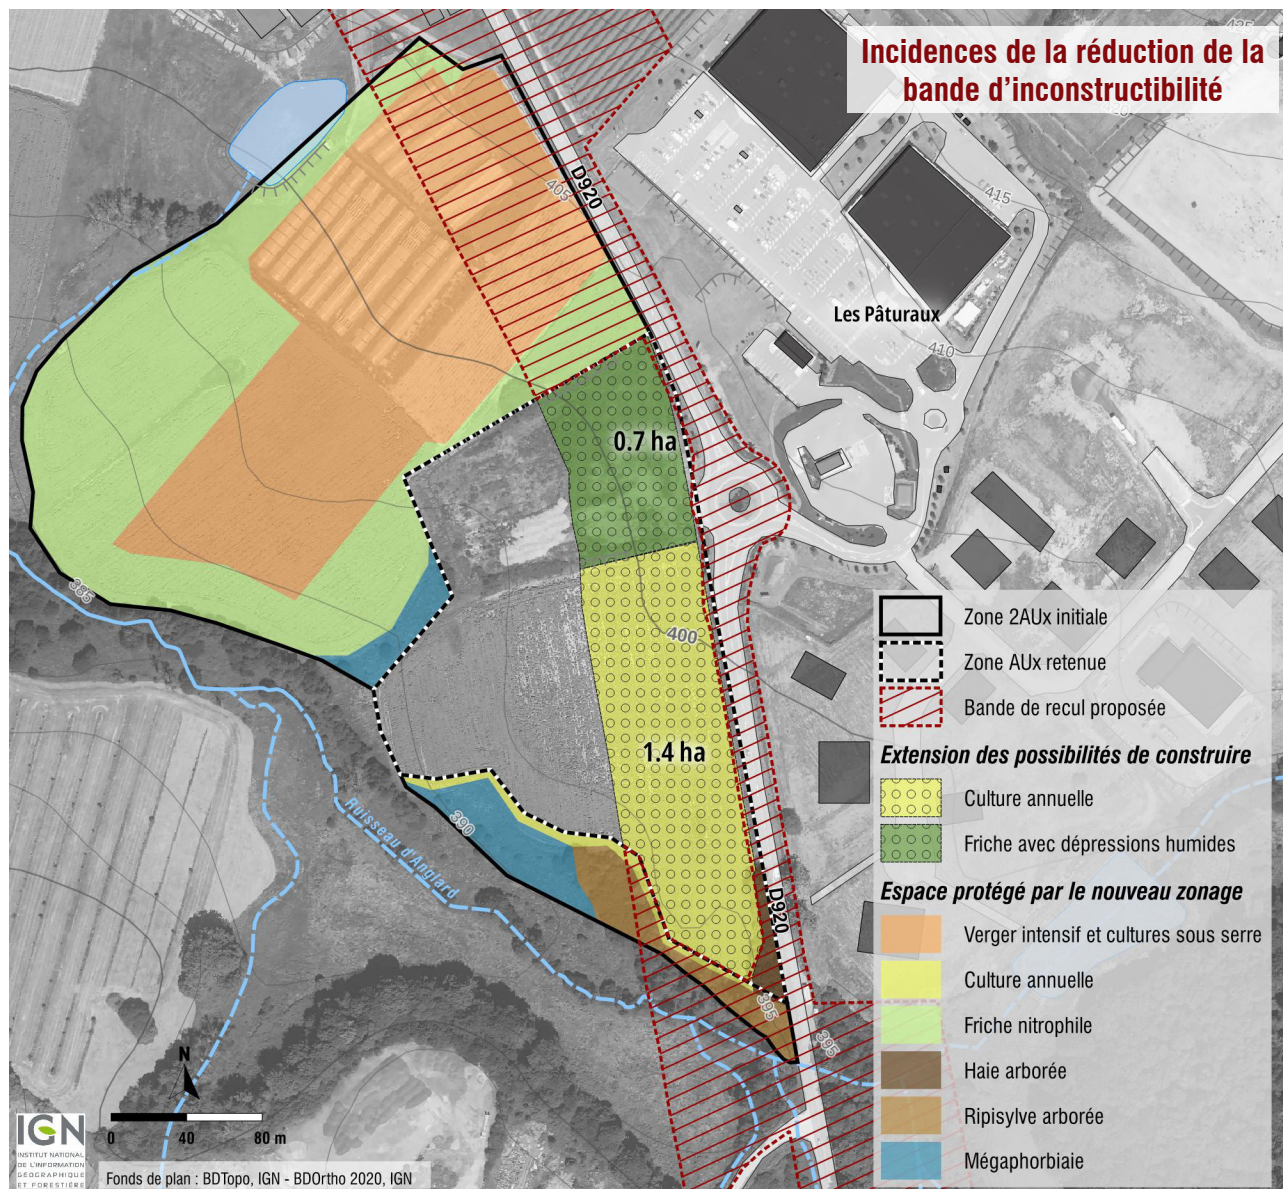 Incidences de la réduction de la
bande d'inconstructibilité
425
420
415
D920
405
Les Pâturaux
410
0.7 ha
385
400
1.4 ha
390
Ruisseau d'Anglard
D920
395
395
Zone 2AUx initiale
Zone AUx retenue
Bande de recul proposée
Extension des possibilités de construire
Culture annuelle
Friche avec dépressions humides
Espace protégé par le nouveau zonage
Verger intensif et cultures sous serre
Culture annuelle
Friche nitrophile
Haie arborée
Ripisylve arborée
Mégaphorbiaie
N
0 40 80 m
IGN
INSTITUT NATIONAL
DE L'INFORMATION
GÉOGRAPHIQUE
ET FORESTIÈRE
Fonds de plan : BDTopo, IGN - BDOrtho 2020, IGN